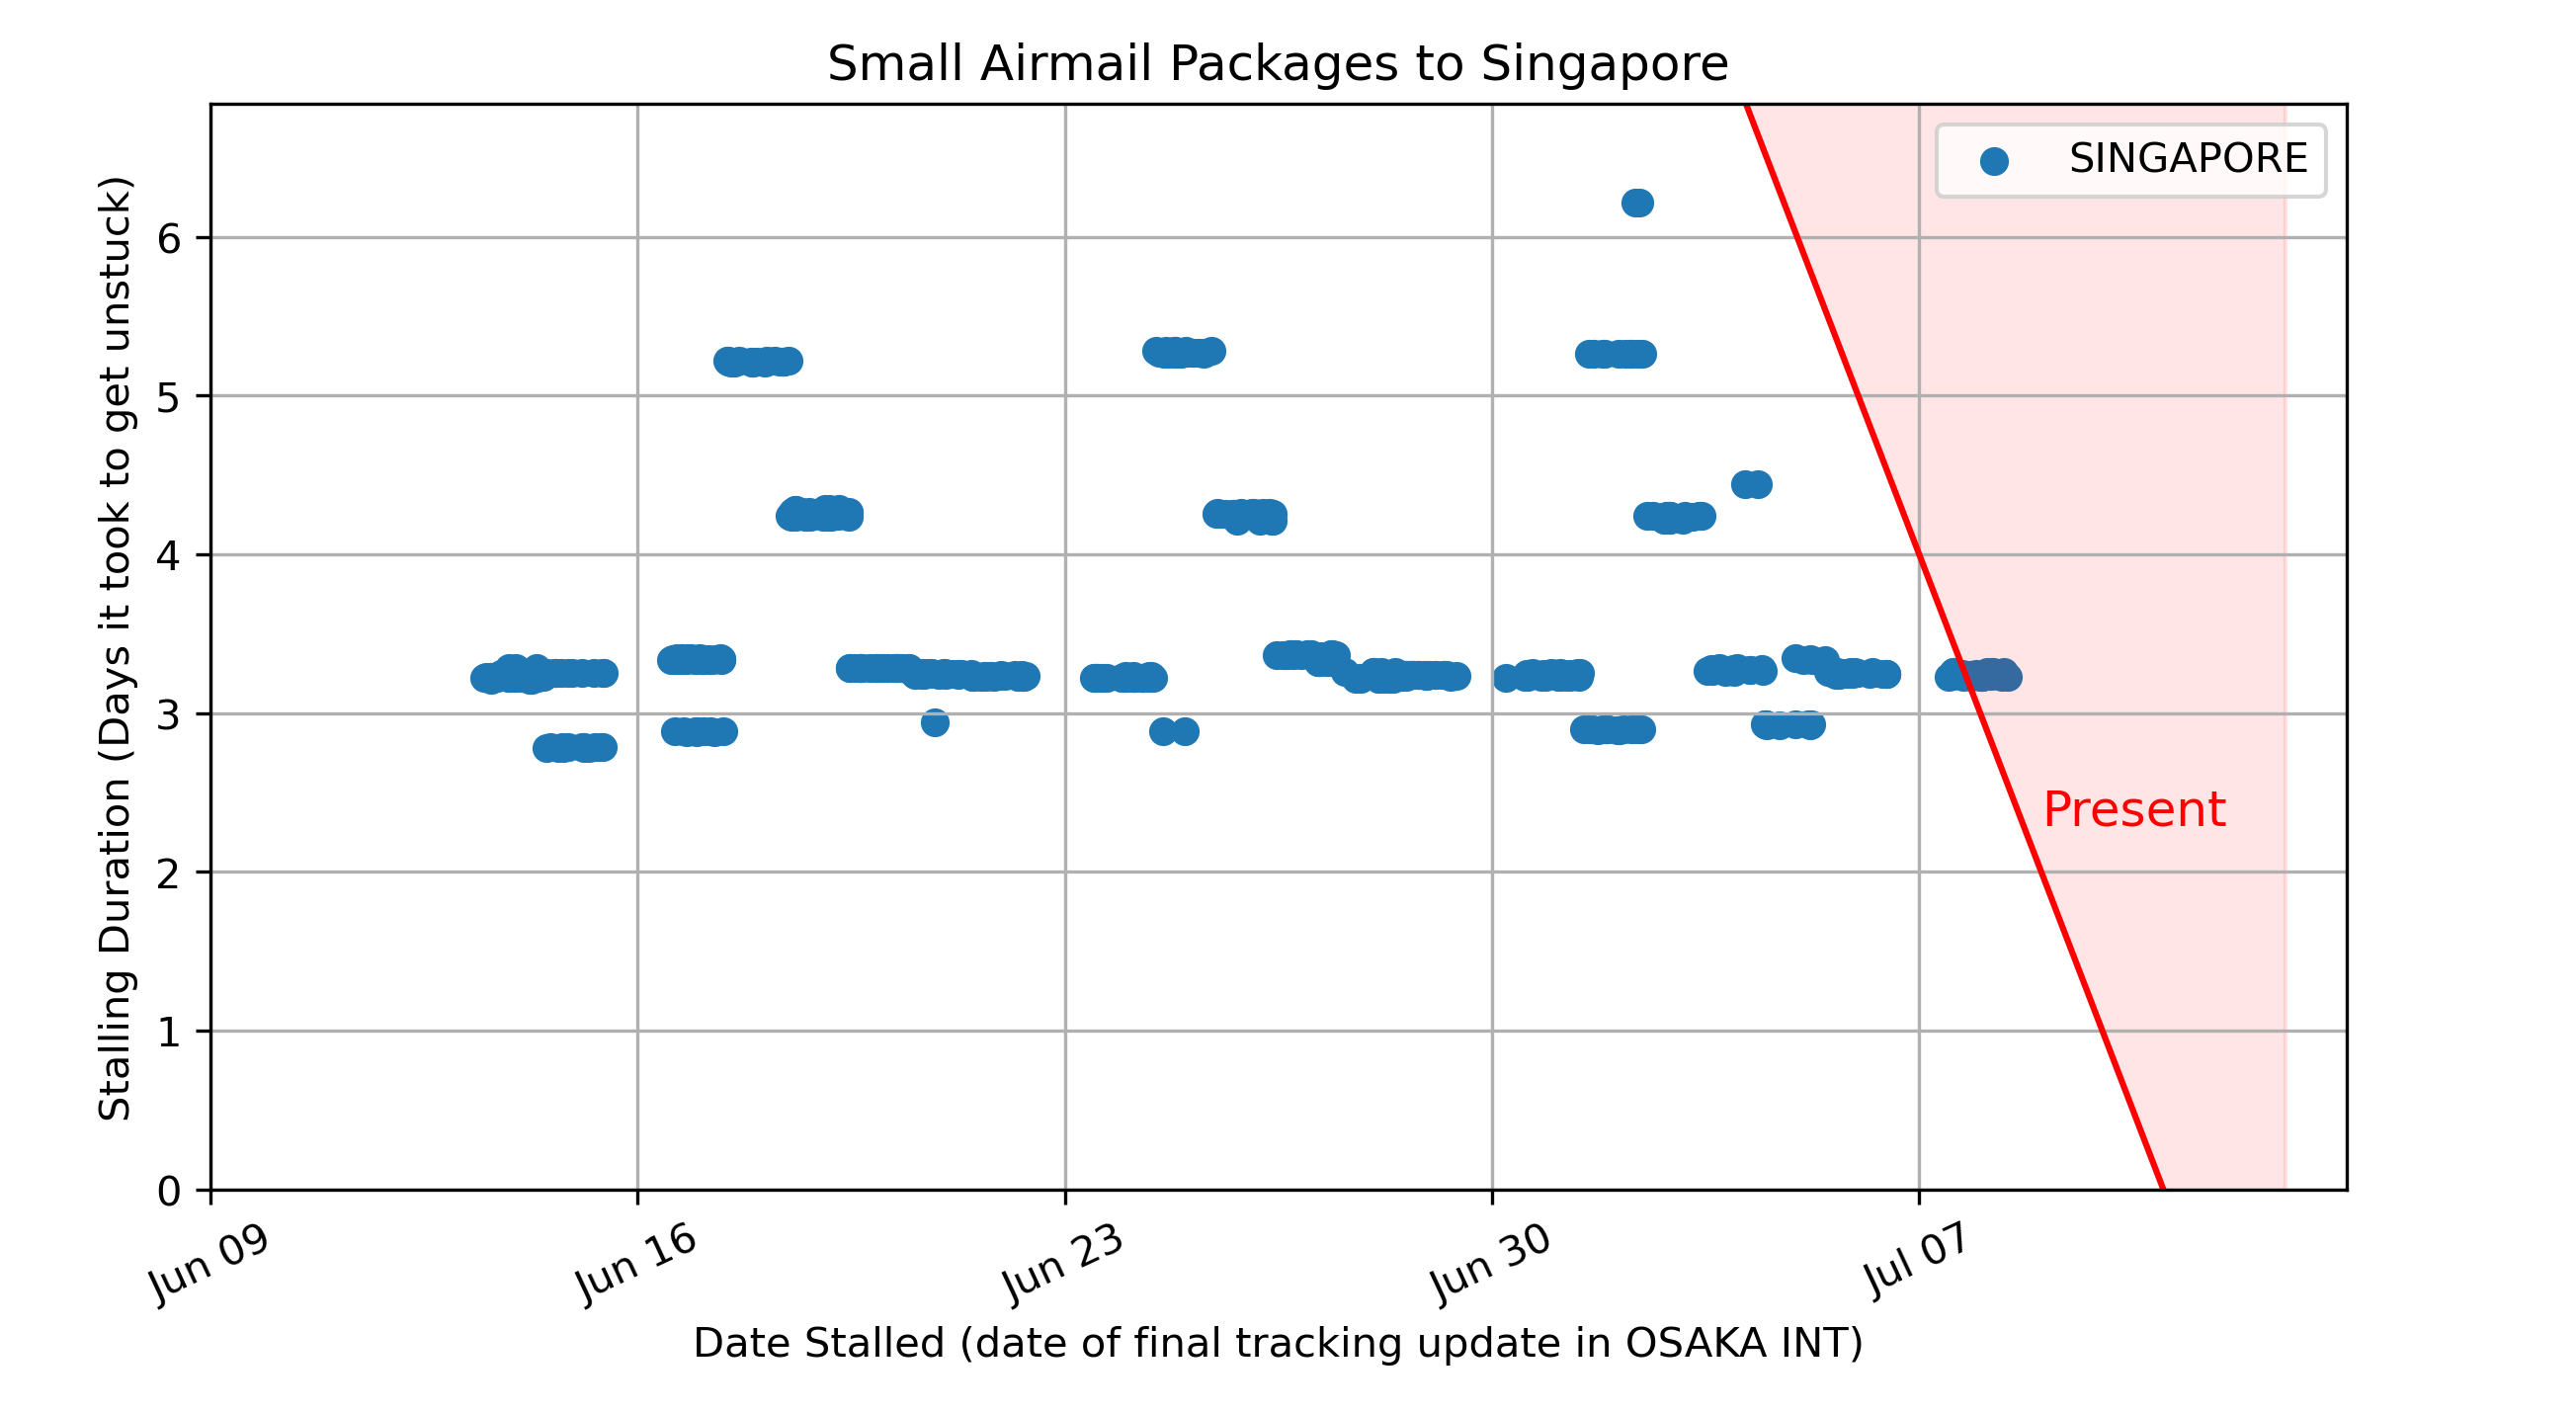 Small Airmail Packages to Singapore
SINGAPORE
Stalling Duration (Days it took to get unstuck)
6
5
4
3
2
1
0
Present
Jun 09
Jun 16
Jun 23
Jun 30
Jul 07
Date Stalled (date of final tracking update in OSAKA INT)